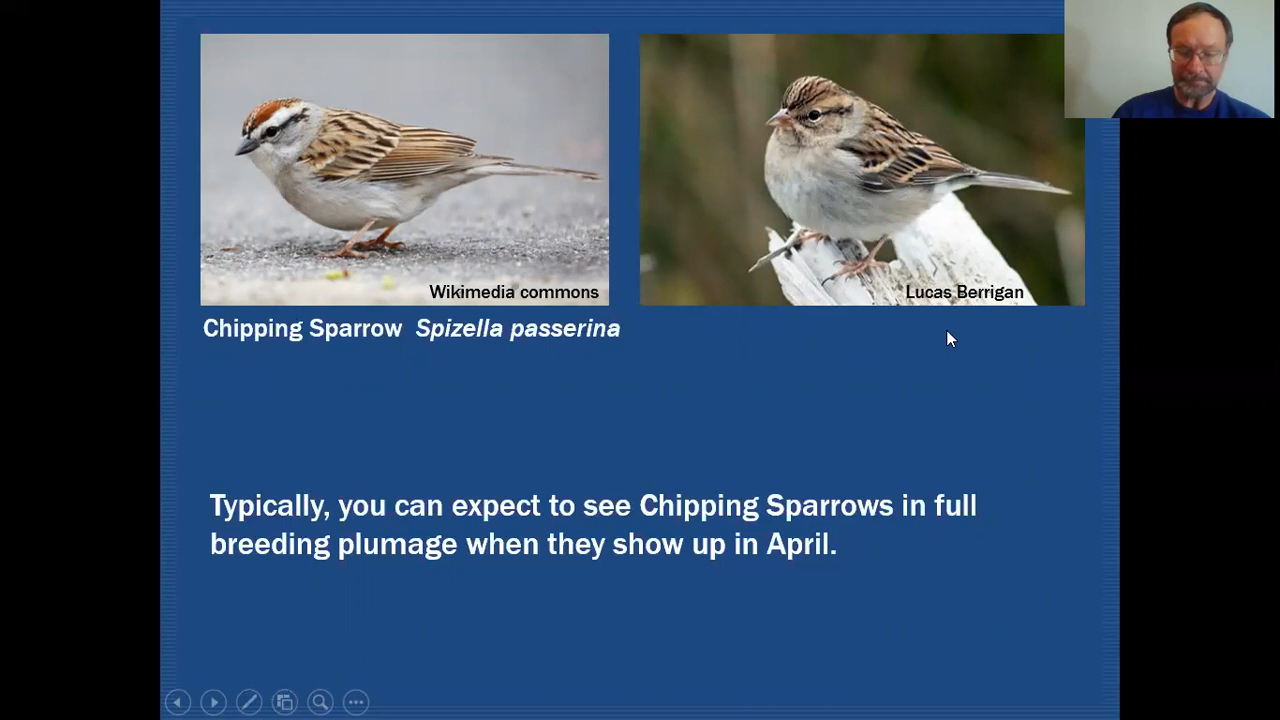 Wikimedia commons
Lucas Berrigan
Chipping Sparrow Spizella passerina
Typically, you can expect to see Chipping Sparrows in full
breeding plumage when they show up in April.